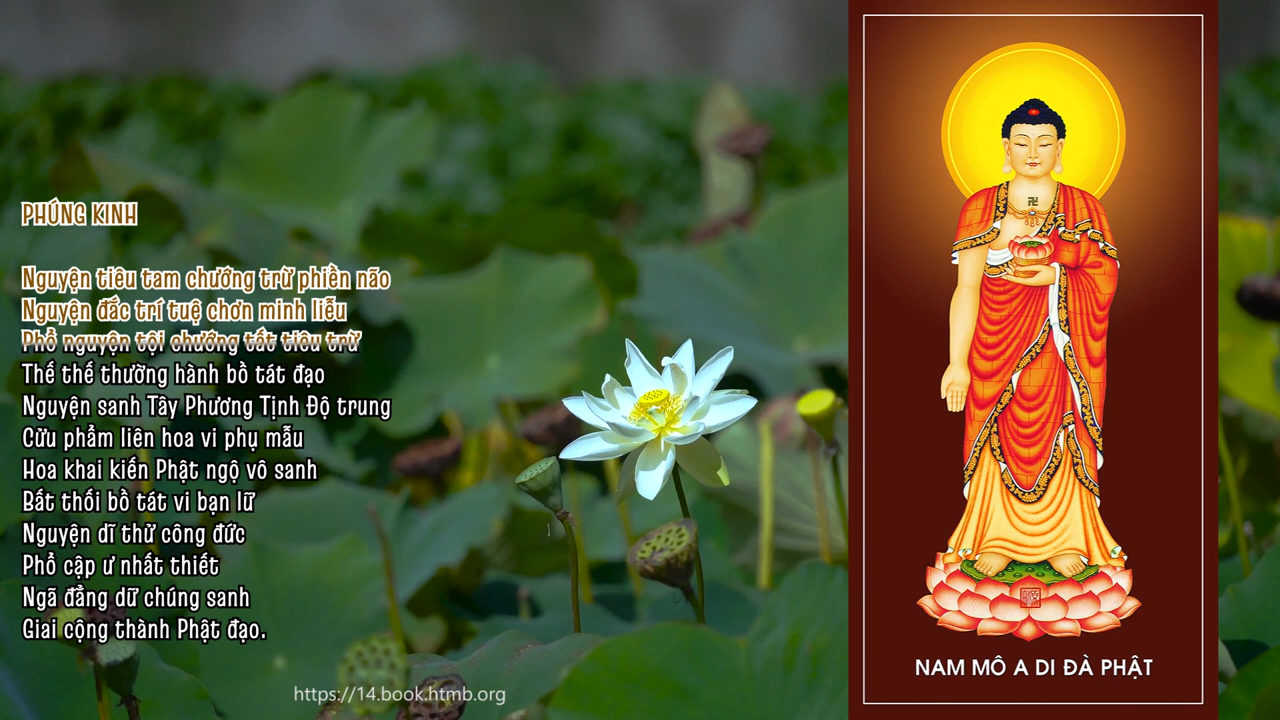 PHÚNG KINH
Nguyện tiêu tam chướng trừ phiền não
Nguyện đắc trí tuệ chơn minh liễu
Phổ nguyện tội chướng tất tiêu trừ
Thế thế thường hành bồ tát đạo
Nguyện sanh Tây Phương Tịnh Độ trung
Cửu phẩm liên hoa vi phụ mẫu
Hoa khai kiến Phật ngộ vô sanh
Bất thối bồ tát vi bạn lữ
Nguyện dĩ thử công đức
Phổ cập ư nhất thiết
Ngã đẳng dữ chúng sanh
Giai cộng thành Phật đạo.
https://14.book.htmb.org
卍
NAM MÔ A DI ĐÀ PHẬT